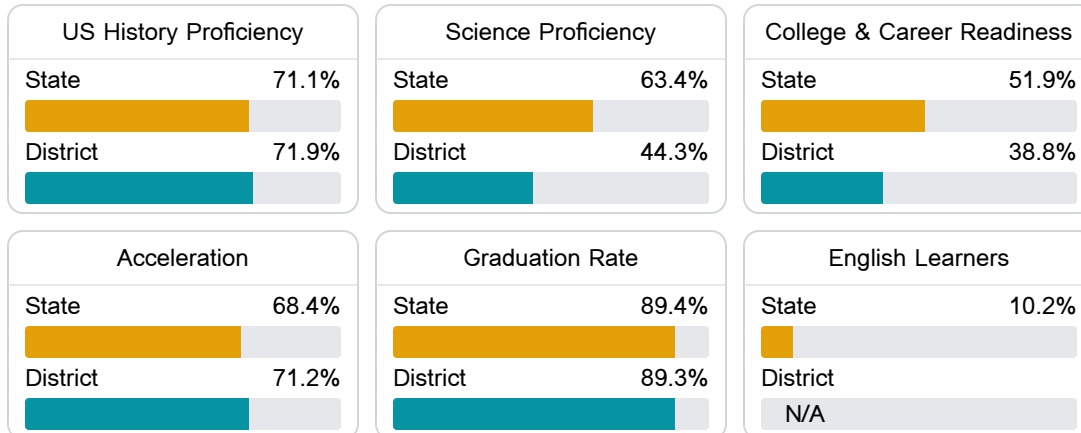 US History Proficiency
State 71.1%
District 71.9%
Science Proficiency
State 63.4%
District 44.3%
College & Career Readiness
State 51.9%
District 38.8%
Acceleration
State 68.4%
District 71.2%
Graduation Rate
State 89.4%
District 89.3%
English Learners
State 10.2%
District
N/A